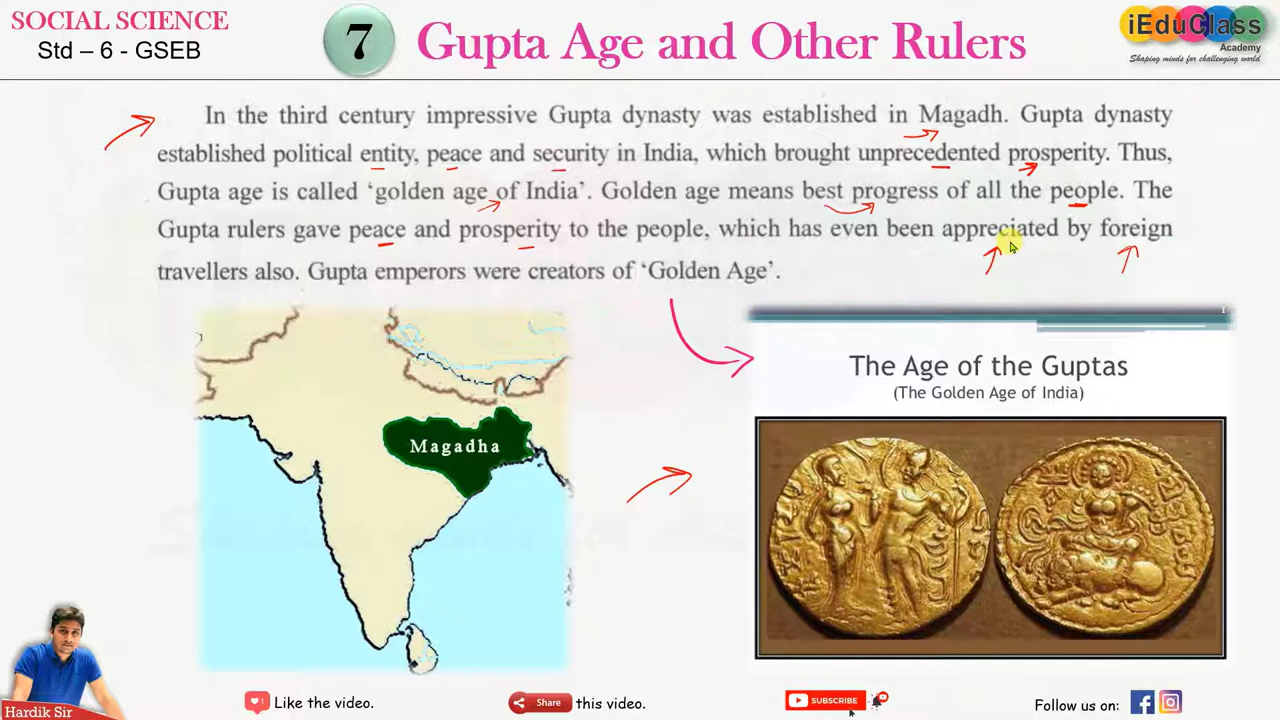 SOCIAL SCIENCE
Std – 6 - GSEB
7
Gupta Age and Other Rulers
iEduClass
Academy
Shaping minds for challenging world
In the third century impressive Gupta dynasty was established in Magadh. Gupta dynasty
established political entity, peace and security in India, which brought unprecedented prosperity. Thus,
Gupta age is called ‘golden age of India’. Golden age means best progress of all the people. The
Gupta rulers gave peace and prosperity to the people, which has even been appreciated by foreign
travellers also. Gupta emperors were creators of ‘Golden Age’.
Magadha
1
The Age of the Guptas
(The Golden Age of India)
Hardik Sir
Like the video.
Share this video.
SUBSCRIBE
Follow us on: